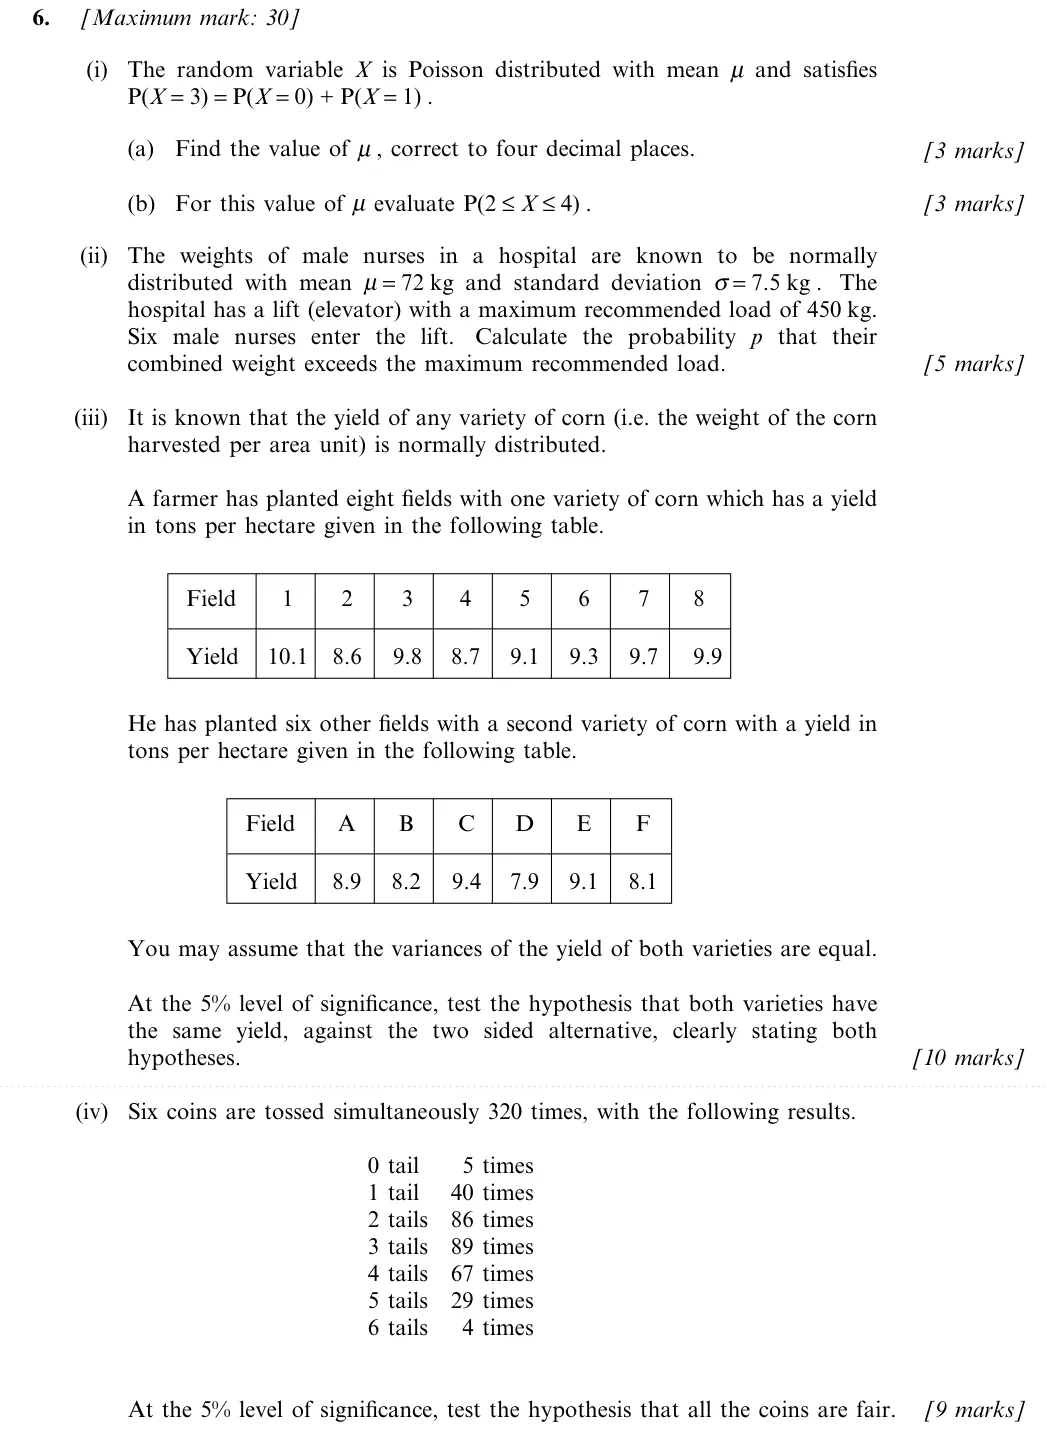 6. [Maximum mark: 30]
(i) The random variable X is Poisson distributed with mean μ and satisfies
P(X = 3) = P(X = 0) + P(X = 1) .
(a) Find the value of μ , correct to four decimal places. [3 marks]
(b) For this value of μ evaluate P(2 ≤ X ≤ 4) . [3 marks]
(ii) The weights of male nurses in a hospital are known to be normally
distributed with mean μ = 72 kg and standard deviation σ = 7.5 kg . The
hospital has a lift (elevator) with a maximum recommended load of 450 kg.
Six male nurses enter the lift. Calculate the probability p that their
combined weight exceeds the maximum recommended load. [5 marks]
(iii) It is known that the yield of any variety of corn (i.e. the weight of the corn
harvested per area unit) is normally distributed.
A farmer has planted eight fields with one variety of corn which has a yield
in tons per hectare given in the following table.
Field 1 2 3 4 5 6 7 8
Yield 10.1 8.6 9.8 8.7 9.1 9.3 9.7 9.9
He has planted six other fields with a second variety of corn with a yield in
tons per hectare given in the following table.
Field A B C D E F
Yield 8.9 8.2 9.4 7.9 9.1 8.1
You may assume that the variances of the yield of both varieties are equal.
At the 5% level of significance, test the hypothesis that both varieties have
the same yield, against the two sided alternative, clearly stating both
hypotheses. [10 marks]
(iv) Six coins are tossed simultaneously 320 times, with the following results.
0 tail 5 times
1 tail 40 times
2 tails 86 times
3 tails 89 times
4 tails 67 times
5 tails 29 times
6 tails 4 times
At the 5% level of significance, test the hypothesis that all the coins are fair. [9 marks]